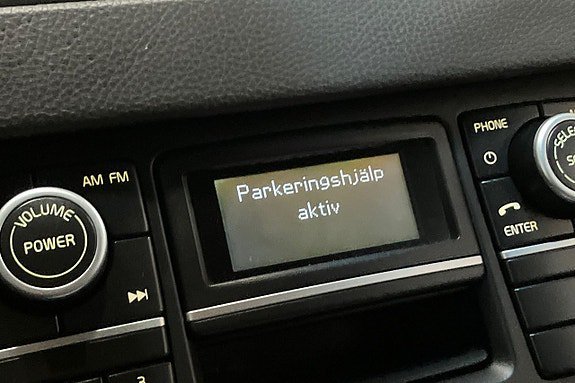 AM FM
VOLUME
POWER
Parkeringshjälp
aktiv
PHONE
ENTER